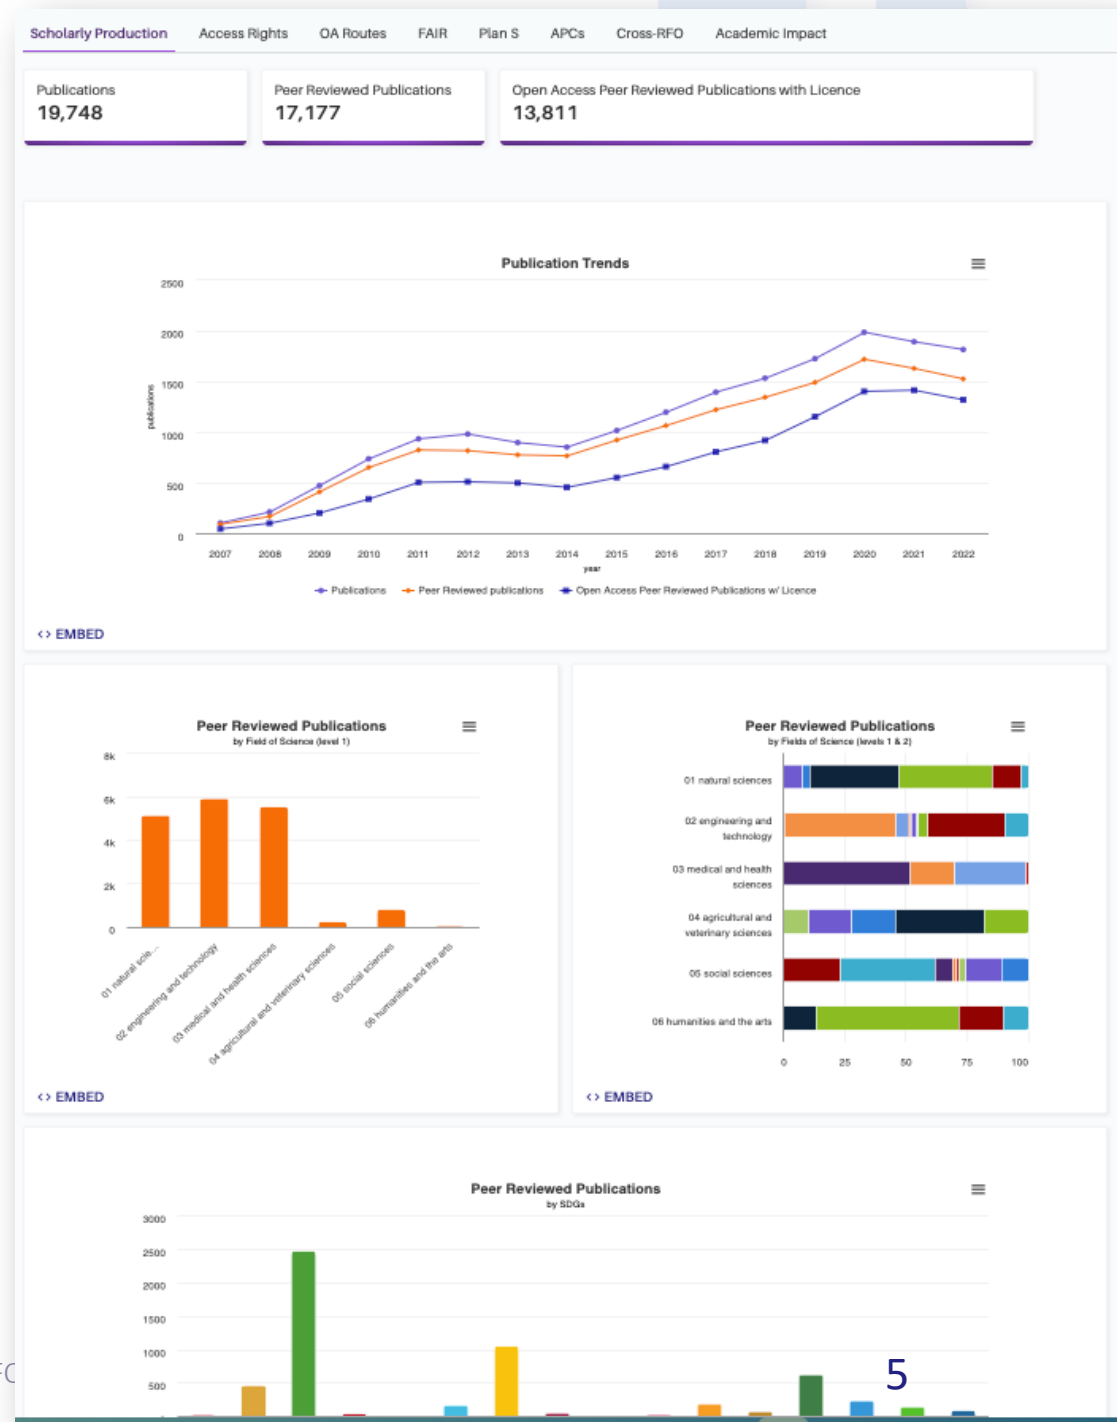 Scholarly Production Access Rights OA Routes FAIR Plan S APCs Cross-RFO Academic Impact
Publications
19,748
Peer Reviewed Publications
17,177
Open Access Peer Reviewed Publications with Licence
13,811
Publication Trends
2500
2000
1500
1000
500
0
publications
2007 2008 2009 2010 2011 2012 2013 2014 2015 2016 2017 2018 2019 2020 2021 2022
year
Publications Peer Reviewed publications Open Access Peer Reviewed Publications w/ Licence
<> EMBED
Peer Reviewed Publications
by Field of Science (level 1)
8k
6k
4k
2k
0
01 natural scie...
02 engineering and technology
03 medical and health sciences
04 agricultural and veterinary sciences
05 social sciences
06 humanities and the arts
<> EMBED
Peer Reviewed Publications
by Fields of Science (levels 1 & 2)
01 natural sciences
02 engineering and
technology
03 medical and health
sciences
04 agricultural and
veterinary sciences
05 social sciences
06 humanities and the arts
0 25 50 75 100
<> EMBED
Peer Reviewed Publications
by SDGs
3000
2500
2000
1500
1000
500
5